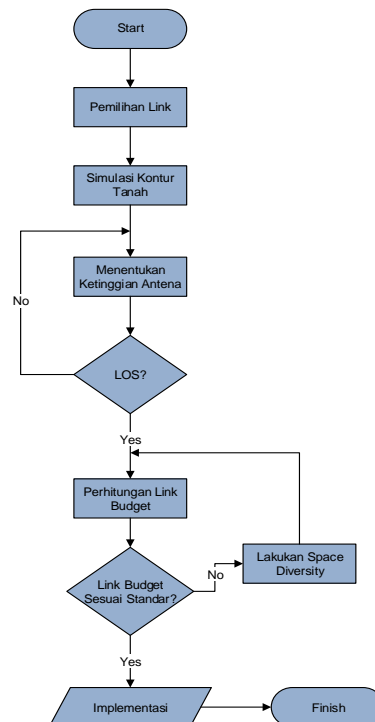 Start
Pemilihan Link
Simulasi Kontur
Tanah
Menentukan
Ketinggian Antena
No
LOS?
Yes
Perhitungan Link
Budget
Lakukan Space
Diversity
No
Link Budget
Sesuai Standar?
Yes
Implementasi
Finish